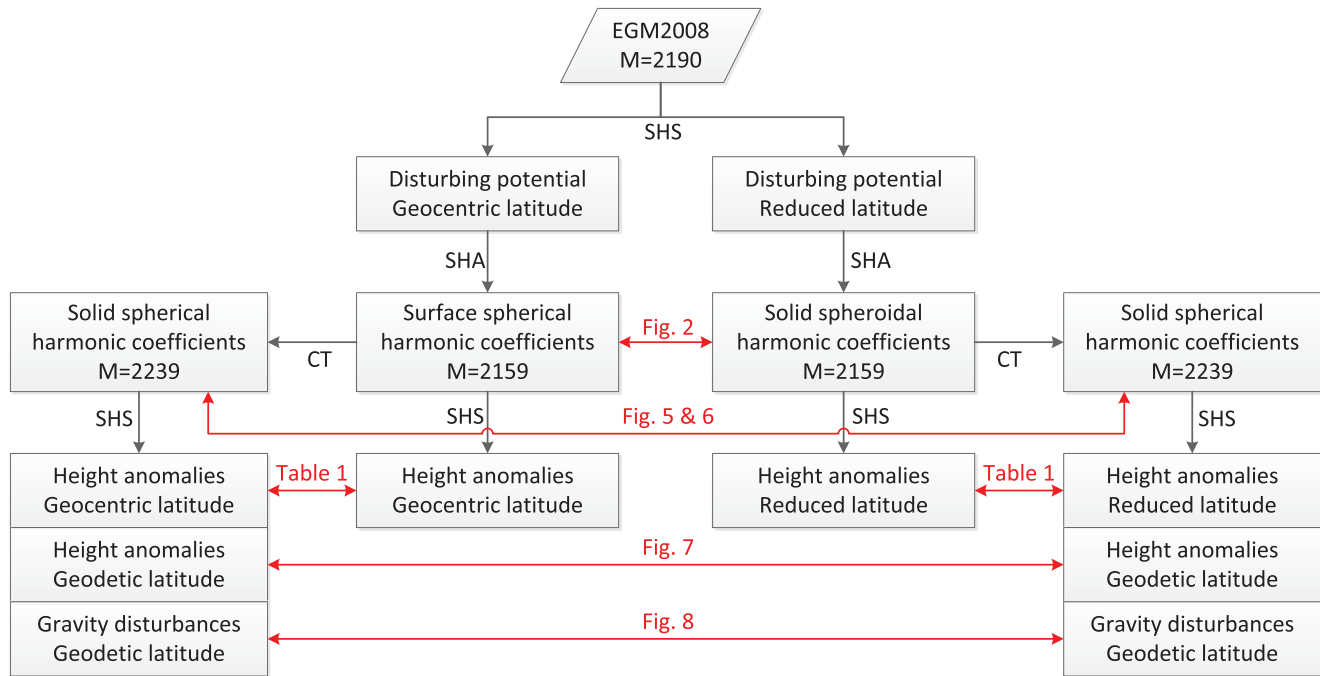 EGM2008
M=2190
SHS
Disturbing potential
Geocentric latitude
Disturbing potential
Reduced latitude
SHA
SHA
Solid spherical
harmonic coefficients
M=2239
CT
Surface spherical
harmonic coefficients
M=2159
Fig. 2
Solid spheroidal
harmonic coefficients
M=2159
CT
Solid spherical
harmonic coefficients
M=2239
SHS
SHS
Fig. 5 & 6
SHS
SHS
Height anomalies
Geocentric latitude
Table 1
Height anomalies
Geocentric latitude
Height anomalies
Reduced latitude
Table 1
Height anomalies
Reduced latitude
Height anomalies
Geodetic latitude
Fig. 7
Height anomalies
Geodetic latitude
Gravity disturbances
Geodetic latitude
Fig. 8
Gravity disturbances
Geodetic latitude